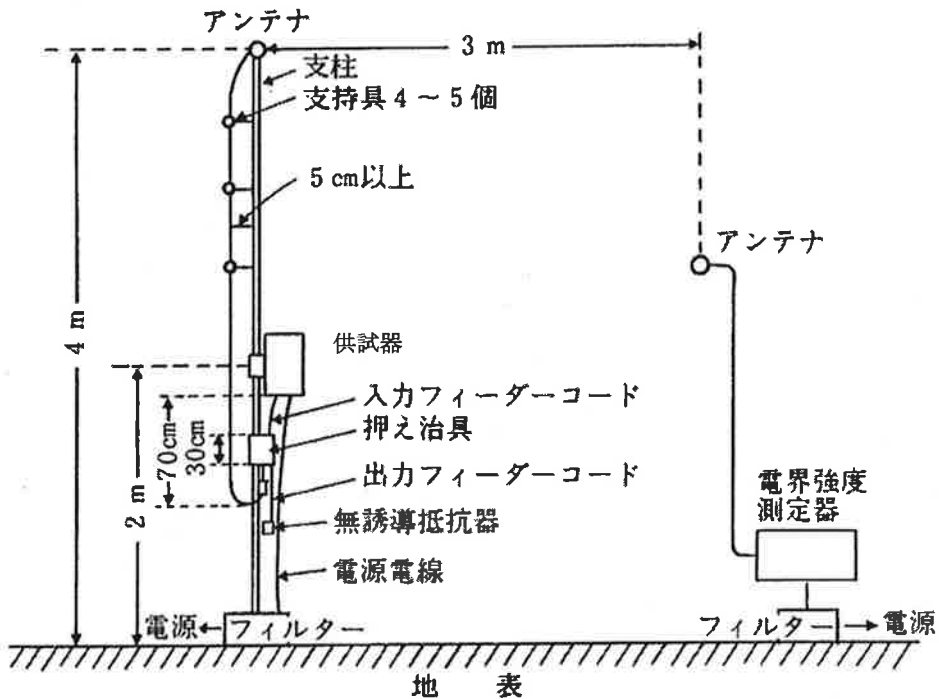 アンテナ
3 m
支柱
支持具4～5個
5 cm以上
アンテナ
4 m
供試器
入力フィーダーコード
押え治具
70cm
30cm
2 m
出力フィーダーコード
電界強度
測定器
無誘導抵抗器
電源電線
電源
フィルター
フィルター
電源
地 表